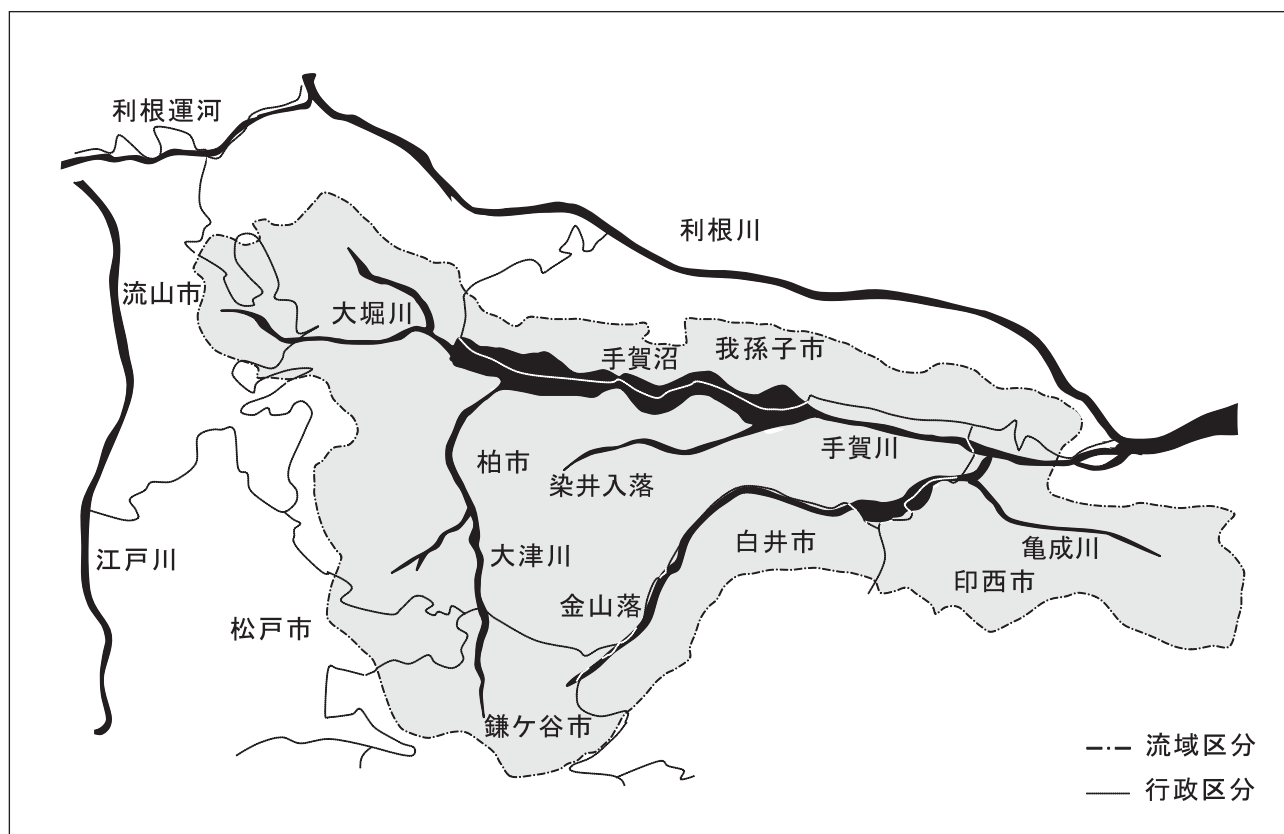 利根運河
利根川
流山市
大堀川
手賀沼
我孫子市
手賀川
柏市
染井入落
江戸川
大津川
白井市
亀成川
印西市
金山落
松戸市
鎌ケ谷市
流域区分
行政区分